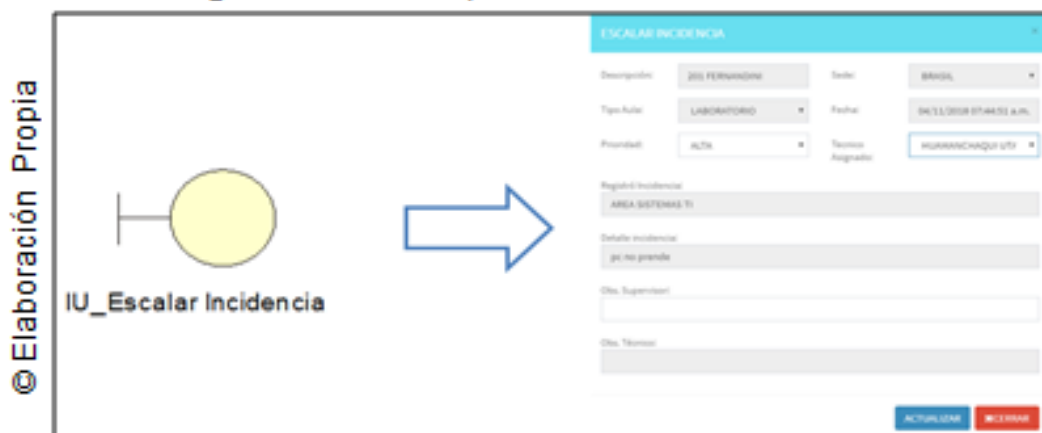 © Elaboración Propia
IU_Escalar Incidencia
ESCALAR INCIDENCIA
Descripción: 201 FERNANDINI Sede: BRASIL
Tipo Aula: LABORATORIO Fecha: 04/11/2018 07:44:51 a.m.
Prioridad: ALTA Técnico Asignado: HUAMANCHAQUI
Registró Incidencia:
AREA SISTEMAS TI
Detalle incidencia:
pc no prende
Obs. Supervisor:
Obs. Técnico:
ACTUALIZAR CERRAR